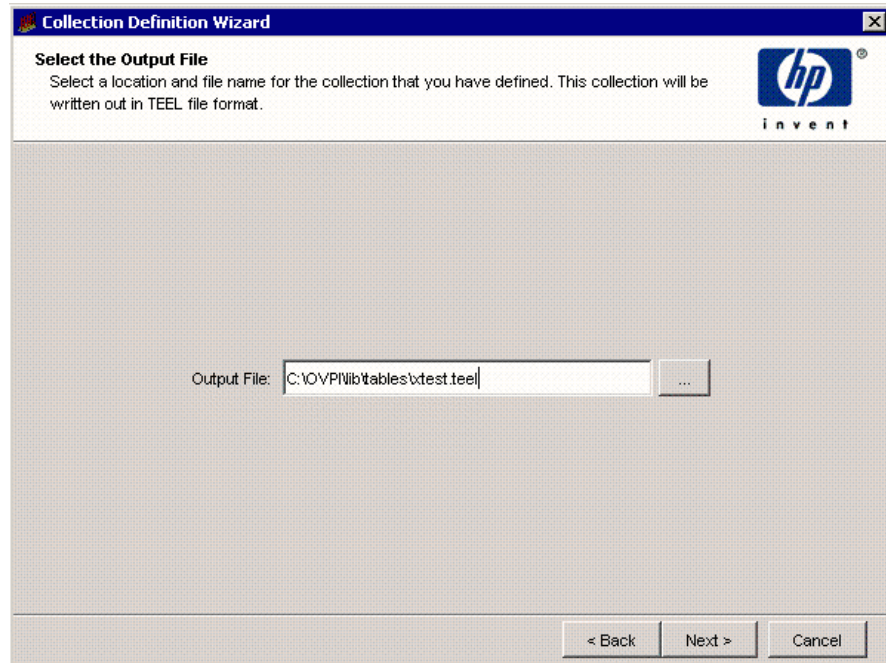 Collection Definition Wizard
Select the Output File
Select a location and file name for the collection that you have defined. This collection will be
written out in TEEL file format.
hp
®
invent
Output File: C:\OVPI\lib\tables\xtest.teel ...
< Back Next > Cancel